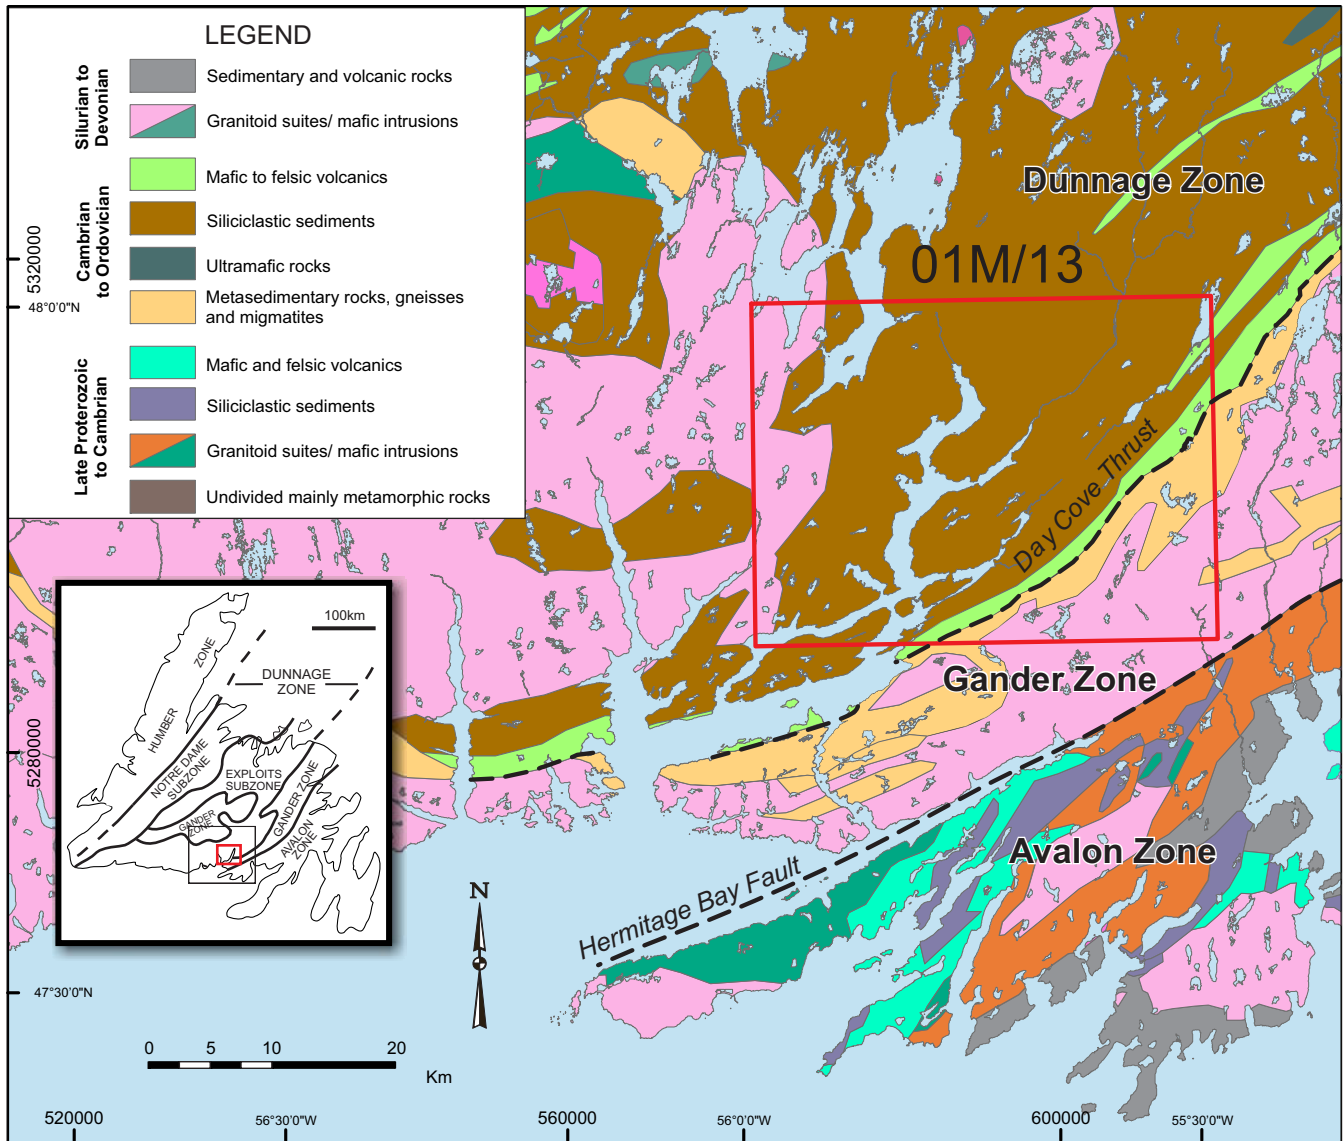 LEGEND
Silurian to
Devonian
Sedimentary and volcanic rocks
Granitoid suites/ mafic intrusions
Cambrian
to Ordovician
Mafic to felsic volcanics
Siliciclastic sediments
Ultramafic rocks
Metasedimentary rocks, gneisses
and migmatites
Late Proterozoic
to Cambrian
Mafic and felsic volcanics
Siliciclastic sediments
Granitoid suites/ mafic intrusions
Undivided mainly metamorphic rocks
Dunnage Zone
01M/13
Day Cove Thrust
Gander Zone
Avalon Zone
Hermitage Bay Fault
5320000
48°0'0"N
5280000
47°30'0"N
100km
HUMBER
ZONE
DUNNAGE
ZONE
NOTRE DAME
SUBZONE
EXPLOITS
SUBZONE
GANDER
ZONE
GANDER ZONE
AVALON
ZONE
N
0
5
10
20
Km
520000
56°30'0"W
560000
56°0'0"W
600000
55°30'0"W